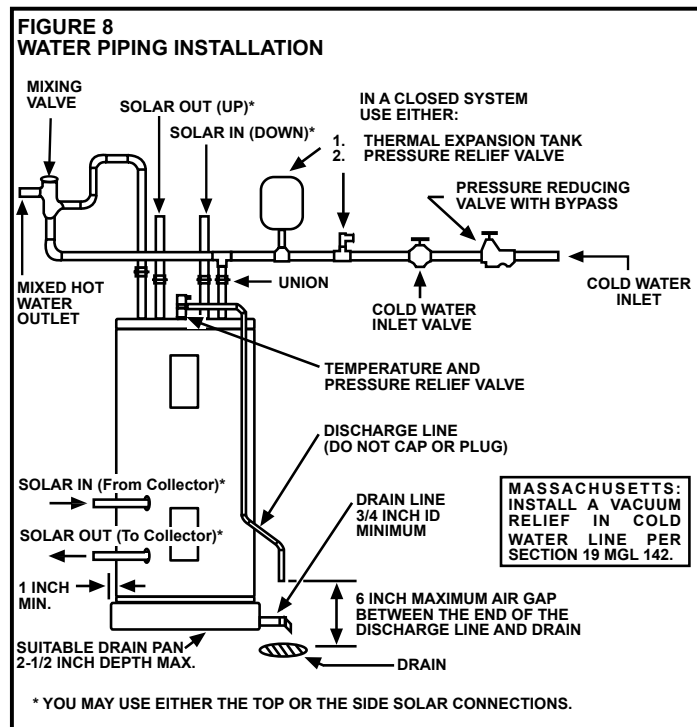 FIGURE 8
WATER PIPING INSTALLATION
MIXING
VALVE
SOLAR OUT (UP)*
SOLAR IN (DOWN)*
IN A CLOSED SYSTEM
USE EITHER:
1. THERMAL EXPANSION TANK
2. PRESSURE RELIEF VALVE
PRESSURE REDUCING
VALVE WITH BYPASS
MIXED HOT
WATER
OUTLET
UNION
COLD WATER
INLET VALVE
COLD WATER
INLET
TEMPERATURE AND
PRESSURE RELIEF VALVE
DISCHARGE LINE
(DO NOT CAP OR PLUG)
SOLAR IN (From Collector)*
SOLAR OUT (To Collector)*
DRAIN LINE
3/4 INCH ID
MINIMUM
MASSACHUSETTS:
INSTALL A VACUUM
RELIEF IN COLD
WATER LINE PER
SECTION 19 MGL 142.
1 INCH
MIN.
6 INCH MAXIMUM AIR GAP
BETWEEN THE END OF THE
DISCHARGE LINE AND DRAIN
SUITABLE DRAIN PAN
2-1/2 INCH DEPTH MAX.
DRAIN
* YOU MAY USE EITHER THE TOP OR THE SIDE SOLAR CONNECTIONS.